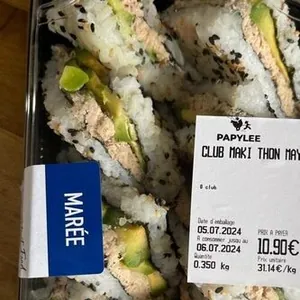 PAPYLEE
CLUB MAKI THON MAY
8 club
Date d'emballage
05.07.2024
A consommer jusqu'au
06.07.2024
Quantité
0.350 kg
PRIX A PAYER
10.90€
Prix unitaire
31.14€/kg
MARÉE